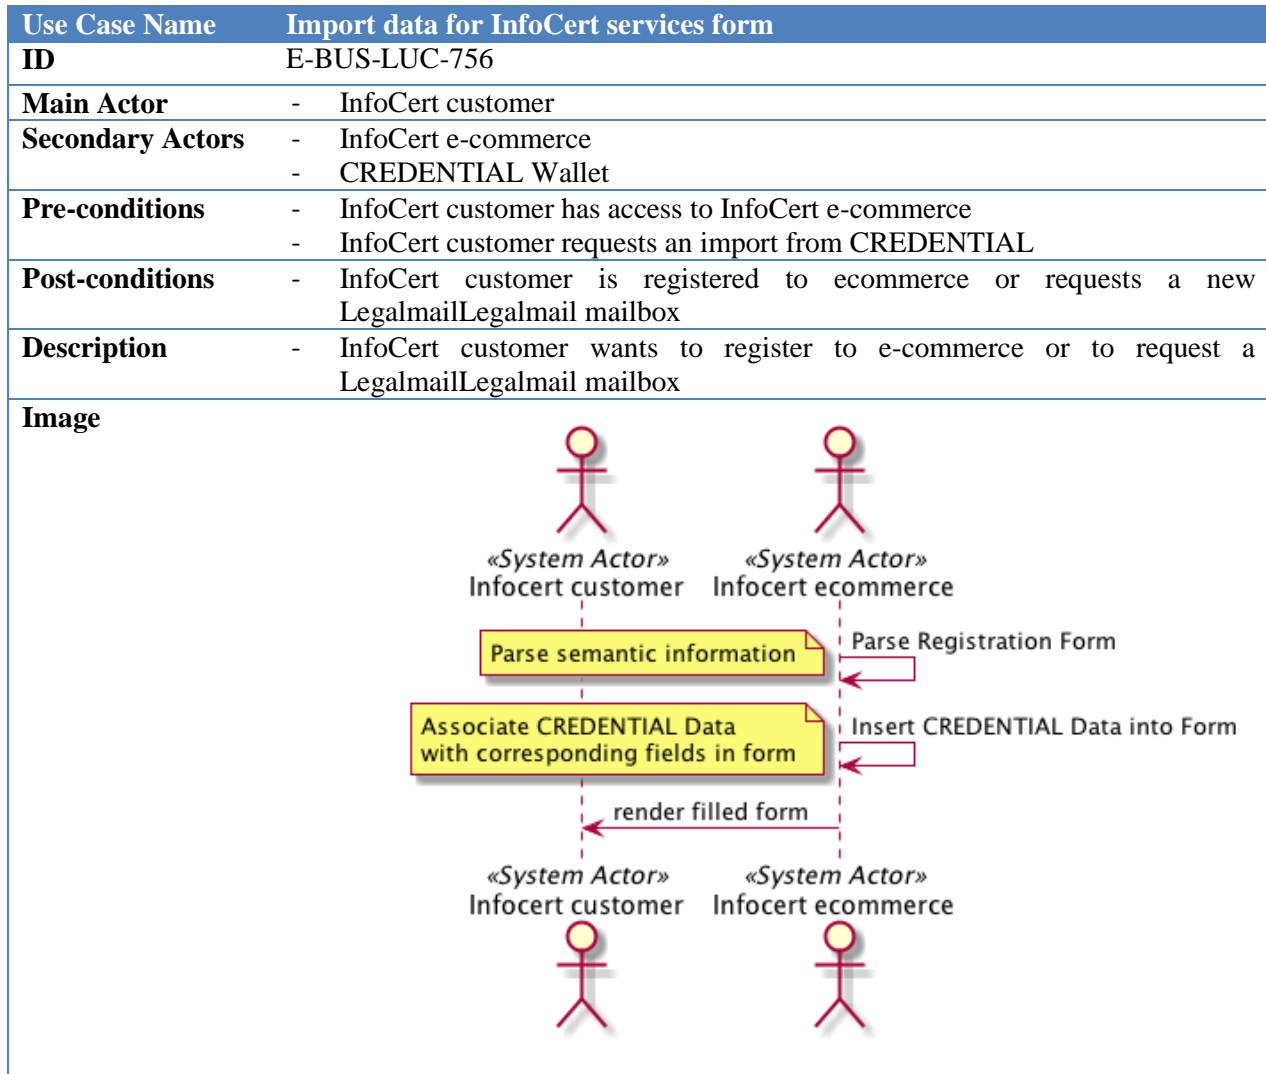 Use Case Name Import data for InfoCert services form
ID E-BUS-LUC-756
Main Actor - InfoCert customer
Secondary Actors - InfoCert e-commerce
- CREDENTIAL Wallet
Pre-conditions - InfoCert customer has access to InfoCert e-commerce
- InfoCert customer requests an import from CREDENTIAL
Post-conditions - InfoCert customer is registered to ecommerce or requests a new
LegalmailLegalmail mailbox
Description - InfoCert customer wants to register to e-commerce or to request a
LegalmailLegalmail mailbox
Image
«System Actor» «System Actor»
Infocert customer Infocert ecommerce
Parse semantic information Parse Registration Form
Associate CREDENTIAL Data Insert CREDENTIAL Data into Form
with corresponding fields in form
render filled form
«System Actor» «System Actor»
Infocert customer Infocert ecommerce